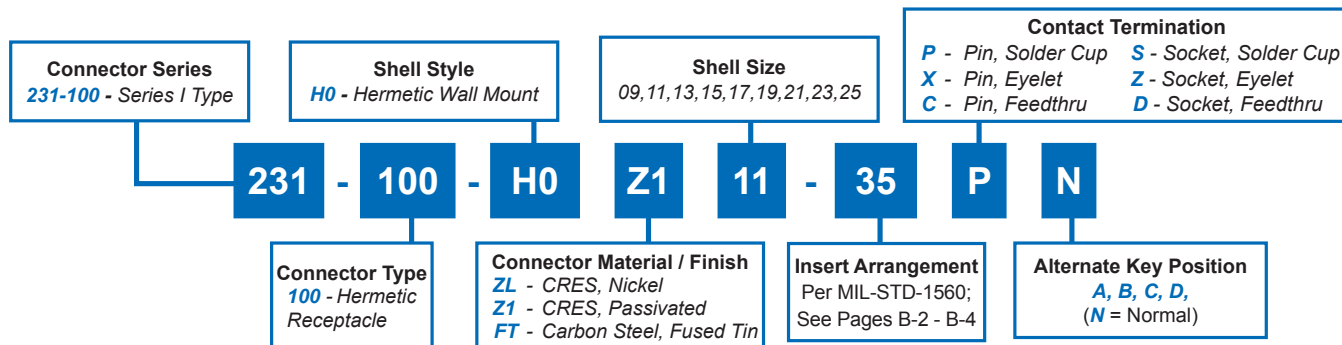 Connector Series
231-100 - Series I Type
Shell Style
H0 - Hermetic Wall Mount
Shell Size
09,11,13,15,17,19,21,23,25
Contact Termination
P - Pin, Solder Cup S - Socket, Solder Cup
X - Pin, Eyelet Z - Socket, Eyelet
C - Pin, Feedthru D - Socket, Feedthru
231 - 100 - H0 Z1 11 - 35 P N
Connector Type
100 - Hermetic
Receptacle
Connector Material / Finish
ZL - CRES, Nickel
Z1 - CRES, Passivated
FT - Carbon Steel, Fused Tin
Insert Arrangement
Per MIL-STD-1560;
See Pages B-2 - B-4
Alternate Key Position
A, B, C, D,
(N = Normal)